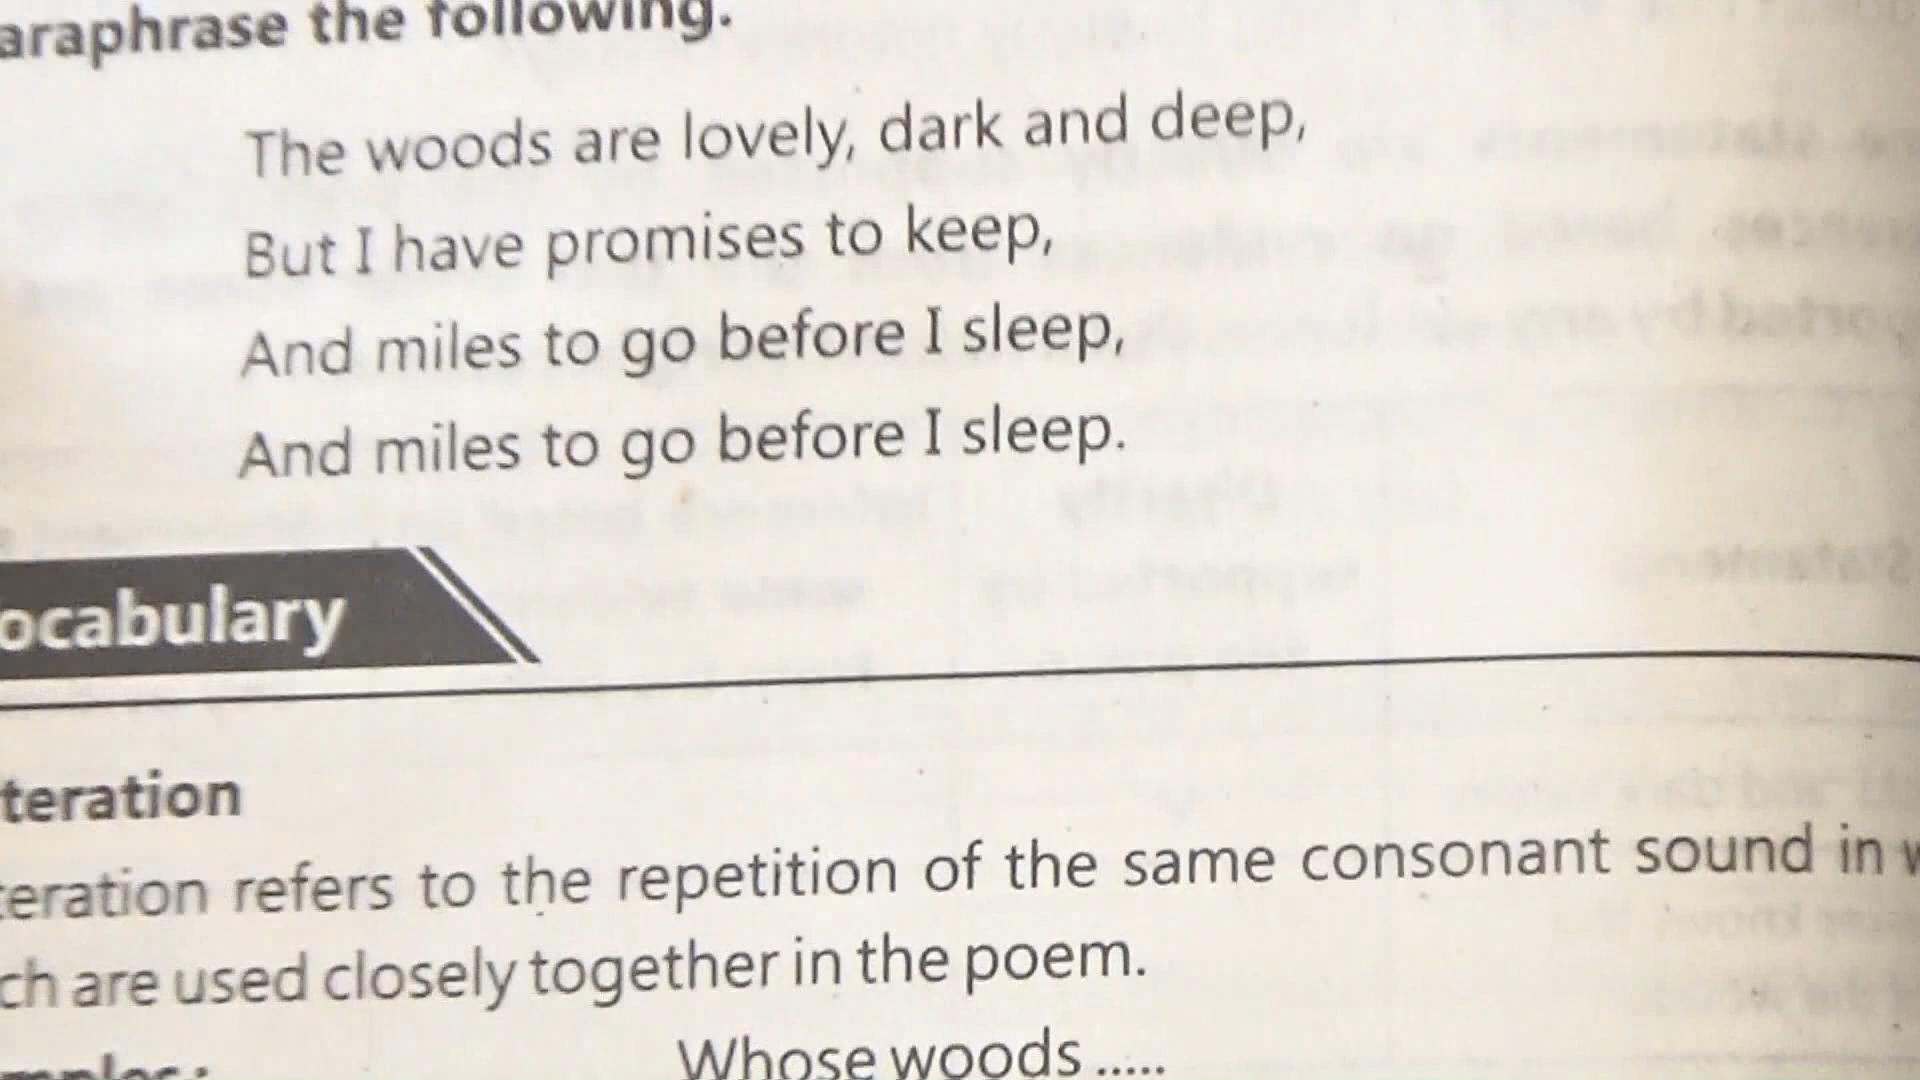 araphrase the following.
The woods are lovely, dark and deep,
But I have promises to keep,
And miles to go before I sleep,
And miles to go before I sleep.
ocabulary
teration
teration refers to the repetition of the same consonant sound in w
ch are used closely together in the poem.
Whose woods .....